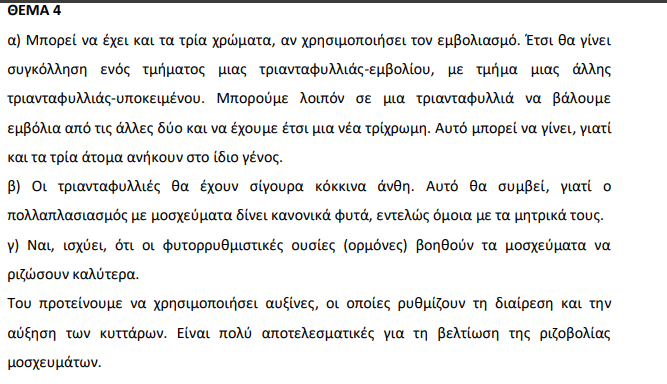 ΘΕΜΑ 4
α) Μπορεί να έχει και τα τρία χρώματα, αν χρησιμοποιήσει τον εμβολιασμό. Έτσι θα γίνει
συγκόλληση ενός τμήματος μιας τριανταφυλλιάς-εμβολίου, με τμήμα μιας άλλης
τριανταφυλλιάς-υποκειμένου. Μπορούμε λοιπόν σε μια τριανταφυλλιά να βάλουμε
εμβόλια από τις άλλες δύο και να έχουμε έτσι μια νέα τρίχρωμη. Αυτό μπορεί να γίνει, γιατί
και τα τρία άτομα ανήκουν στο ίδιο γένος.
β) Οι τριανταφυλλιές θα έχουν σίγουρα κόκκινα άνθη. Αυτό θα συμβεί, γιατί ο
πολλαπλασιασμός με μοσχεύματα δίνει κανονικά φυτά, εντελώς όμοια με τα μητρικά τους.
γ) Ναι, ισχύει, ότι οι φυτορρυθμιστικές ουσίες (ορμόνες) βοηθούν τα μοσχεύματα να
ριζώσουν καλύτερα.
Του προτείνουμε να χρησιμοποιήσει αυξίνες, οι οποίες ρυθμίζουν τη διαίρεση και την
αύξηση των κυττάρων. Είναι πολύ αποτελεσματικές για τη βελτίωση της ριζοβολίας
μοσχευμάτων.